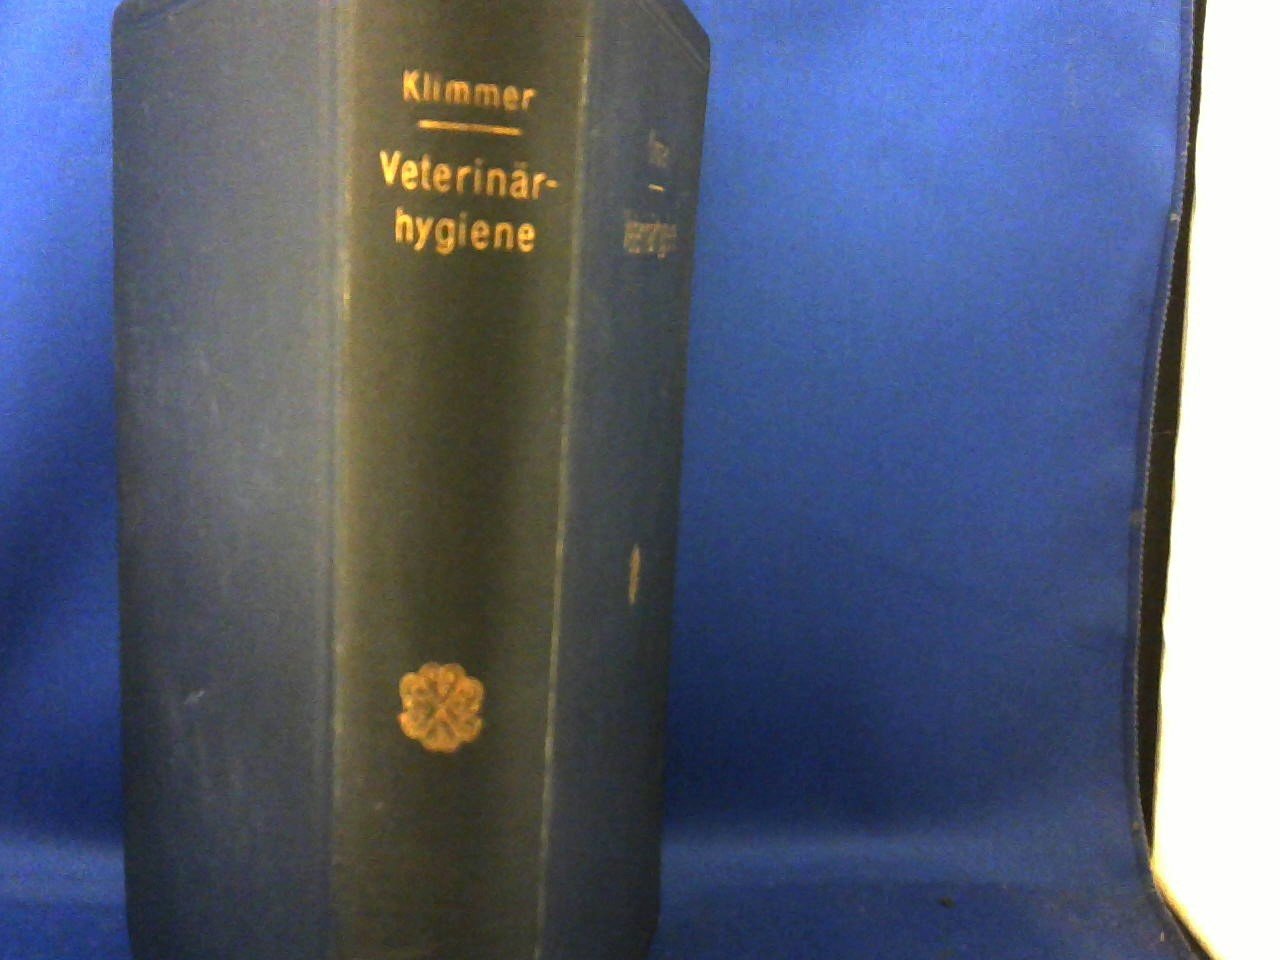 Klimmer
Veterinär-
hygiene